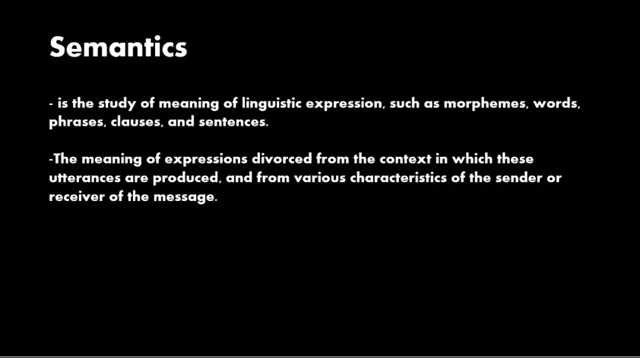 Semantics
- is the study of meaning of linguistic expression, such as morphemes, words,
phrases, clauses, and sentences.
-The meaning of expressions divorced from the context in which these
utterances are produced, and from various characteristics of the sender or
receiver of the message.